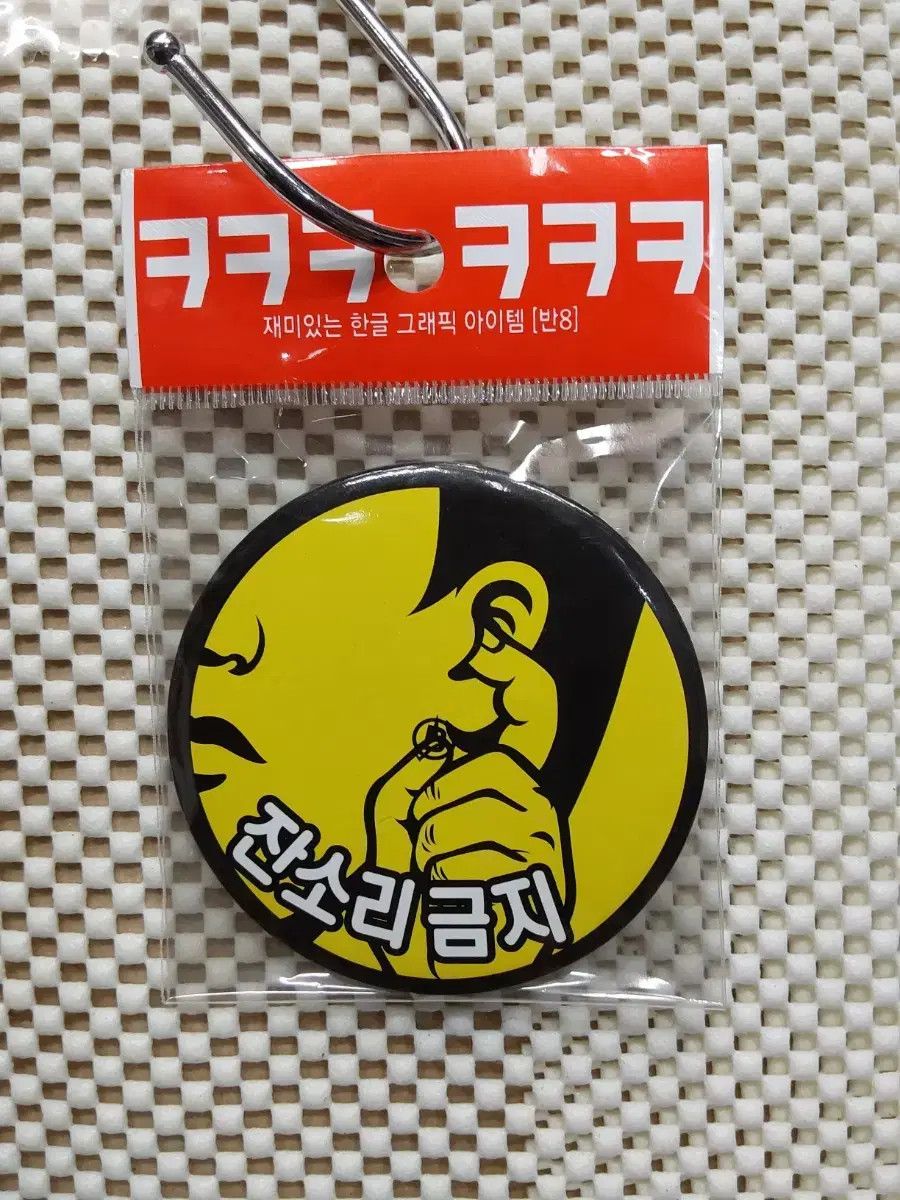 ㅋㅋㅋ ㅋㅋㅋ
재미있는 한글 그래픽 아이템 [반8]
잔소리 금지